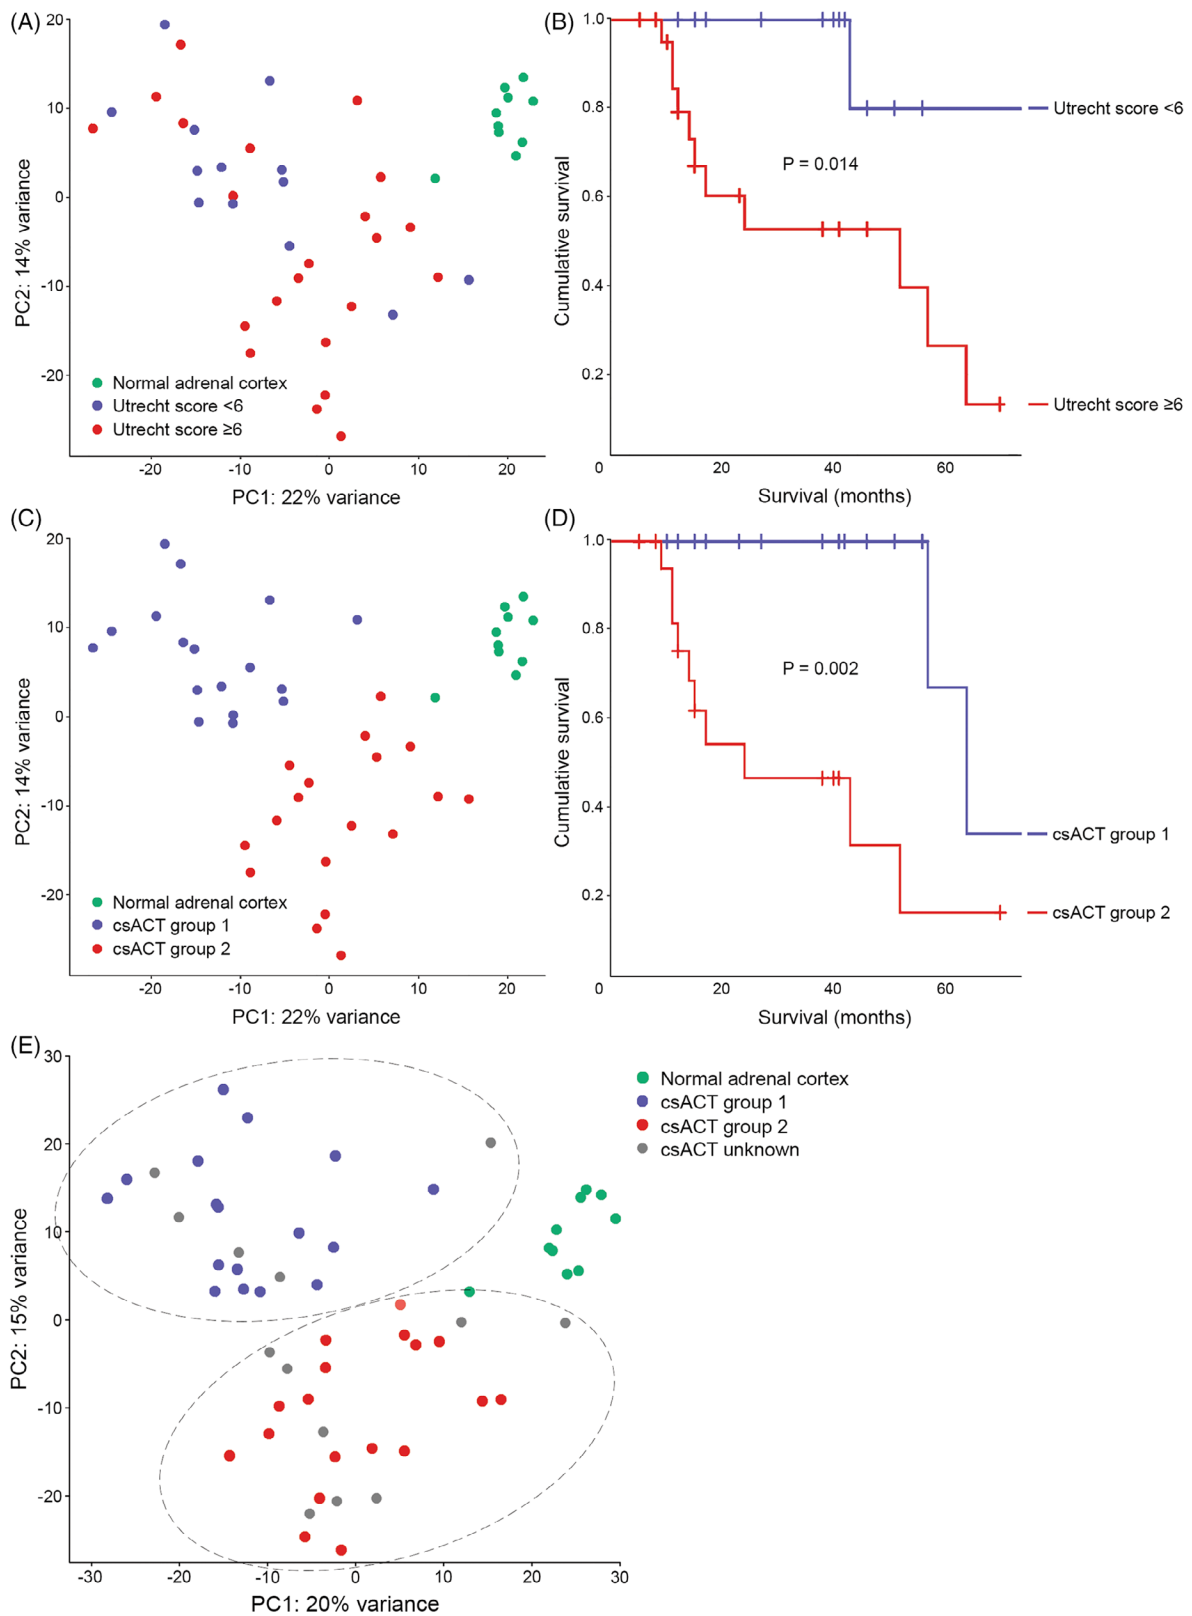 (A)
20
10
0
-10
-20
PC2: 14% variance
Normal adrenal cortex
Utrecht score <6
Utrecht score ≥6
-20 -10 0 10 20
PC1: 22% variance
(B)
1.0
0.8
0.6
0.4
0.2
Cumulative survival
P = 0.014
Utrecht score <6
Utrecht score ≥6
0 20 40 60
Survival (months)
(C)
20
10
0
-10
-20
PC2: 14% variance
Normal adrenal cortex
csACT group 1
csACT group 2
-20 -10 0 10 20
PC1: 22% variance
(D)
1.0
0.8
0.6
0.4
0.2
Cumulative survival
P = 0.002
csACT group 1
csACT group 2
0 20 40 60
Survival (months)
(E)
30
20
10
0
-10
-20
PC2: 15% variance
Normal adrenal cortex
csACT group 1
csACT group 2
csACT unknown
-30 -20 -10 0 10 20 30
PC1: 20% variance